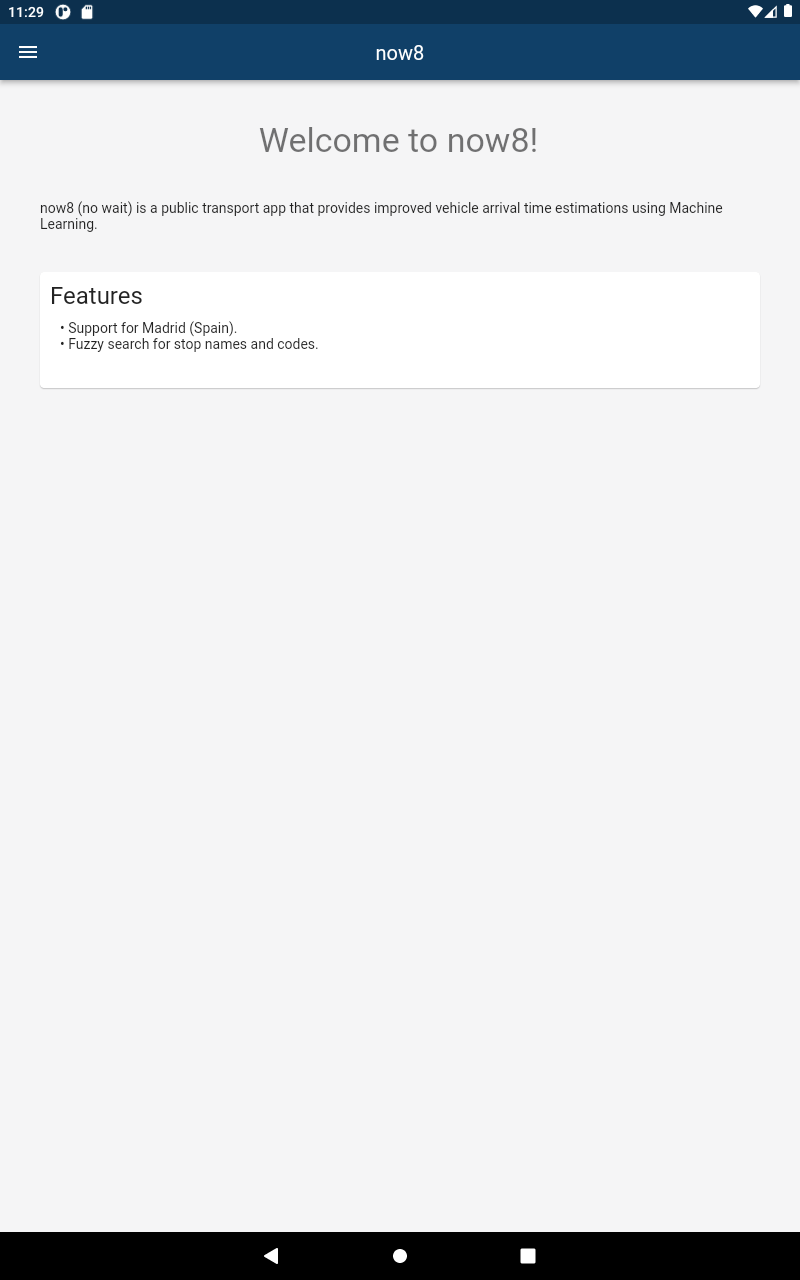 11:29
now8
Welcome to now8!
now8 (no wait) is a public transport app that provides improved vehicle arrival time estimations using Machine
Learning.
Features
• Support for Madrid (Spain).
• Fuzzy search for stop names and codes.